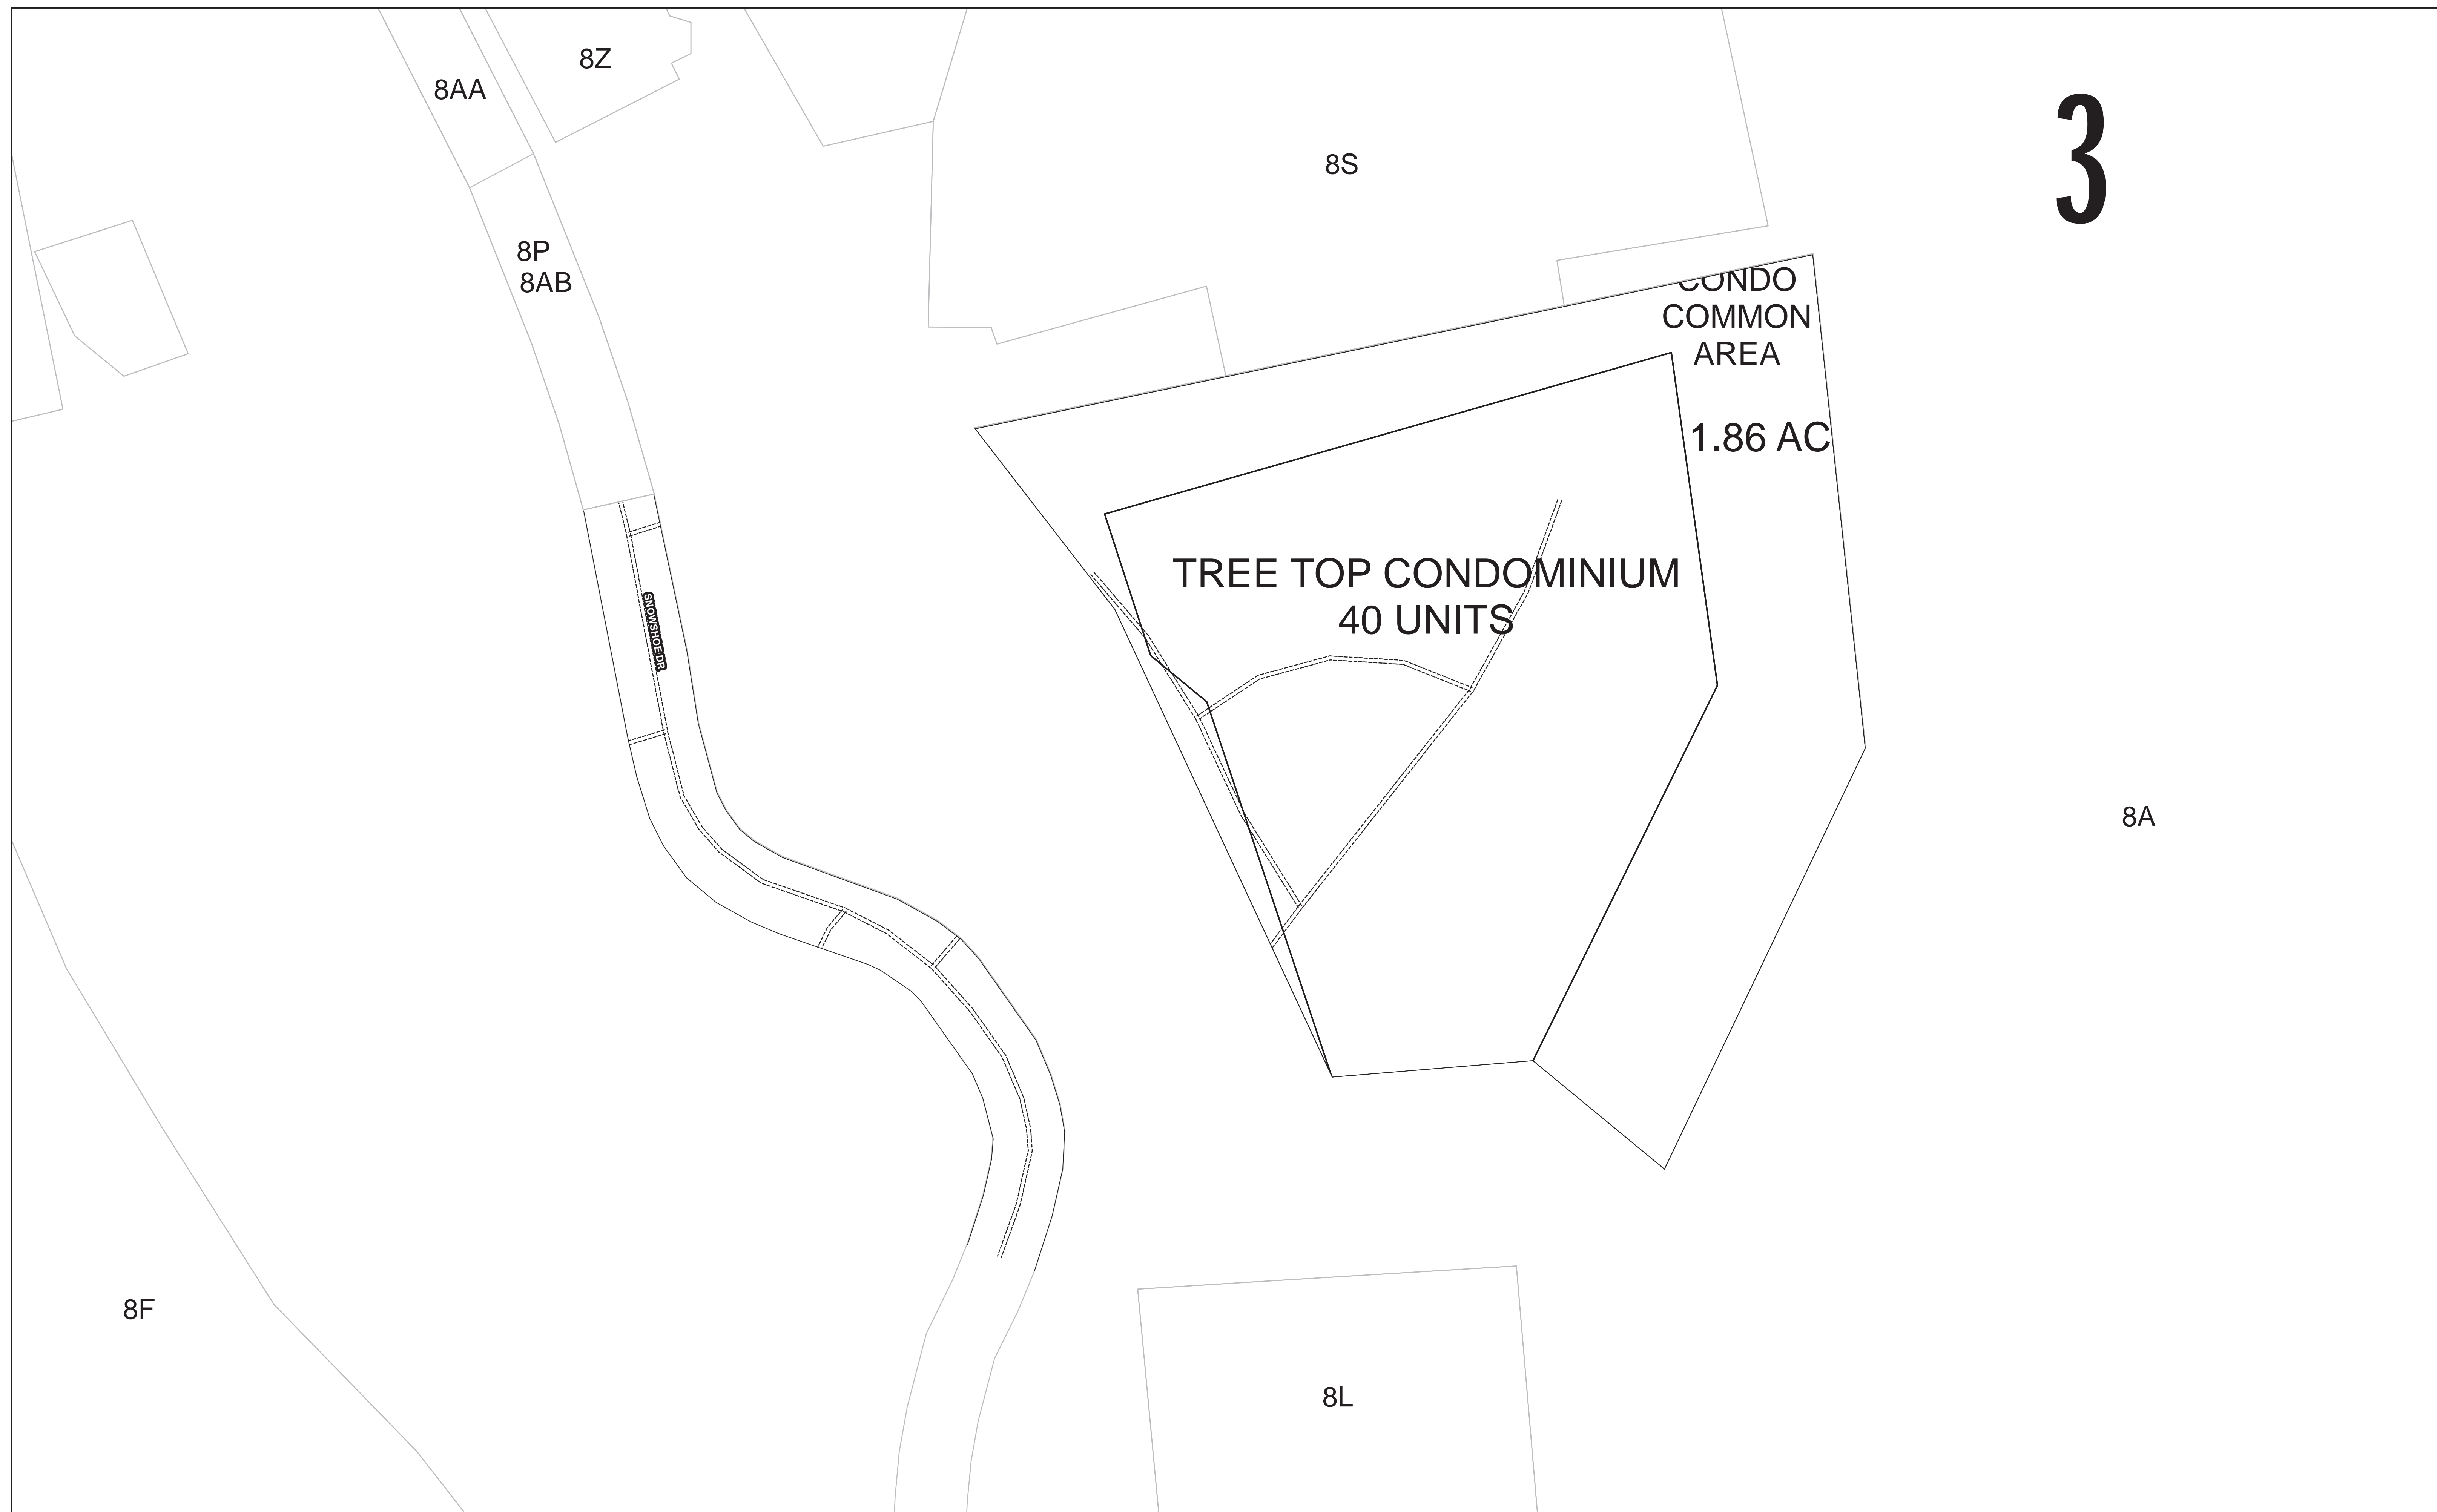 8Z
8AA
3
8S
8P
8AB
CONDO
COMMON
AREA
1.86 AC
TREE TOP CONDOMINIUM
40 UNITS
SNOWSHOE DR
8A
8F
8L